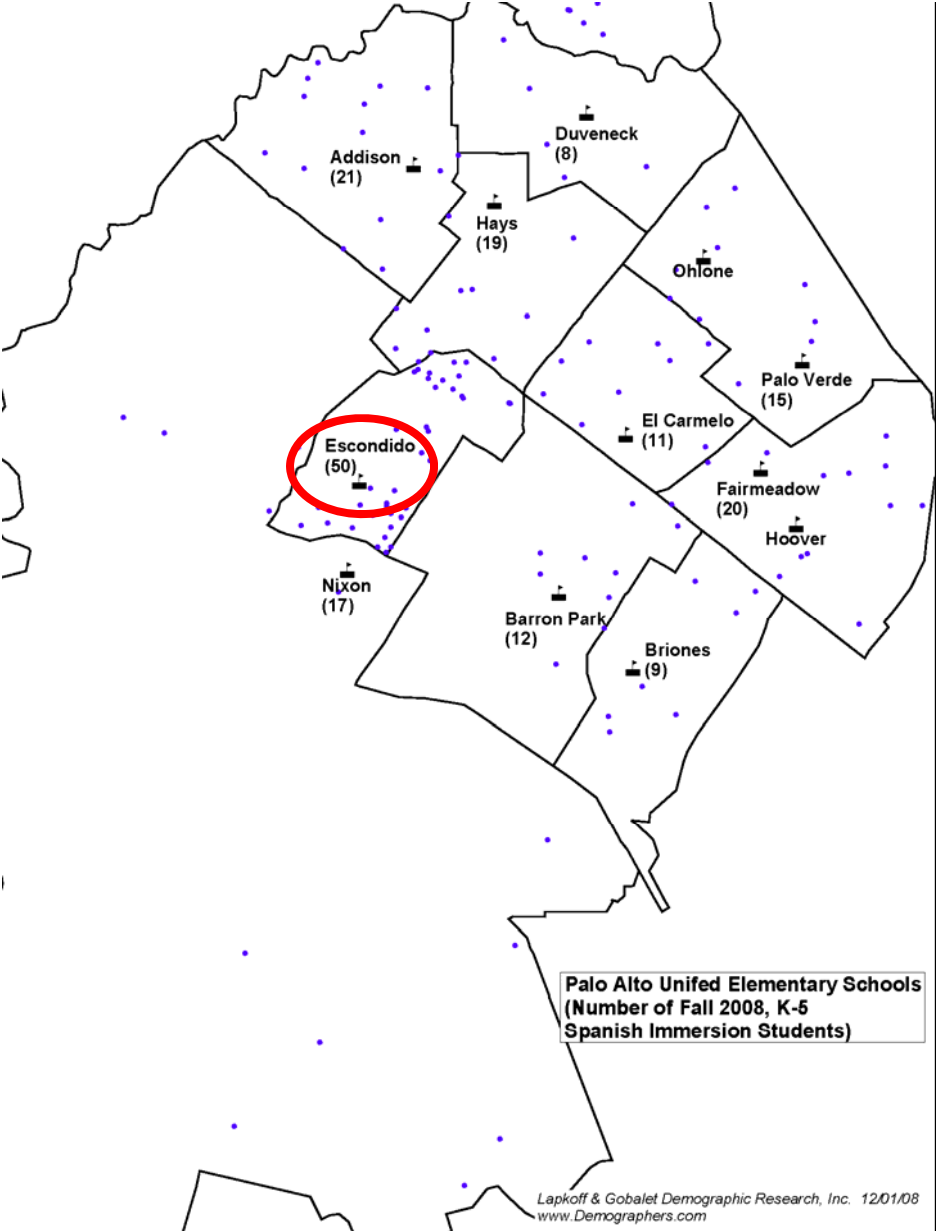 Duveneck
(8)
Addison
(21)
Hays
(19)
Ohlone
Palo Verde
(15)
El Carmelo
(11)
Escondido
(50)
Fairmeadow
(20)
Hoover
Nixon
(17)
Barron Park
(12)
Briones
(9)
Palo Alto Unifed Elementary Schools
(Number of Fall 2008, K-5
Spanish Immersion Students)
Lapkoff & Gobalet Demographic Research, Inc. 12/01/08
www.Demographers.com